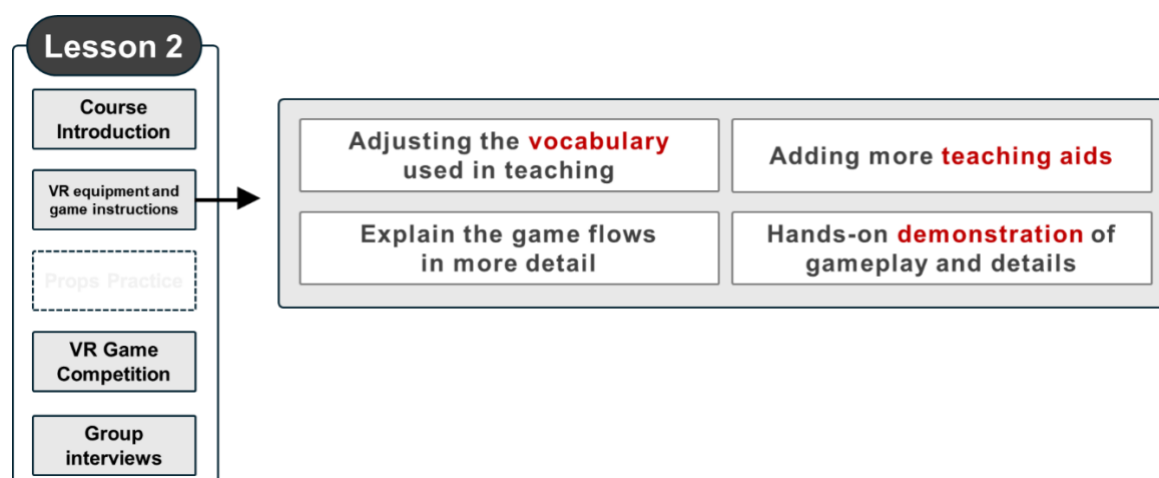 Lesson 2
Course
Introduction
VR equipment and
game instructions
Props Practice
VR Game
Competition
Group
interviews
Adjusting the vocabulary
used in teaching
Adding more teaching aids
Explain the game flows
in more detail
Hands-on demonstration of
gameplay and details